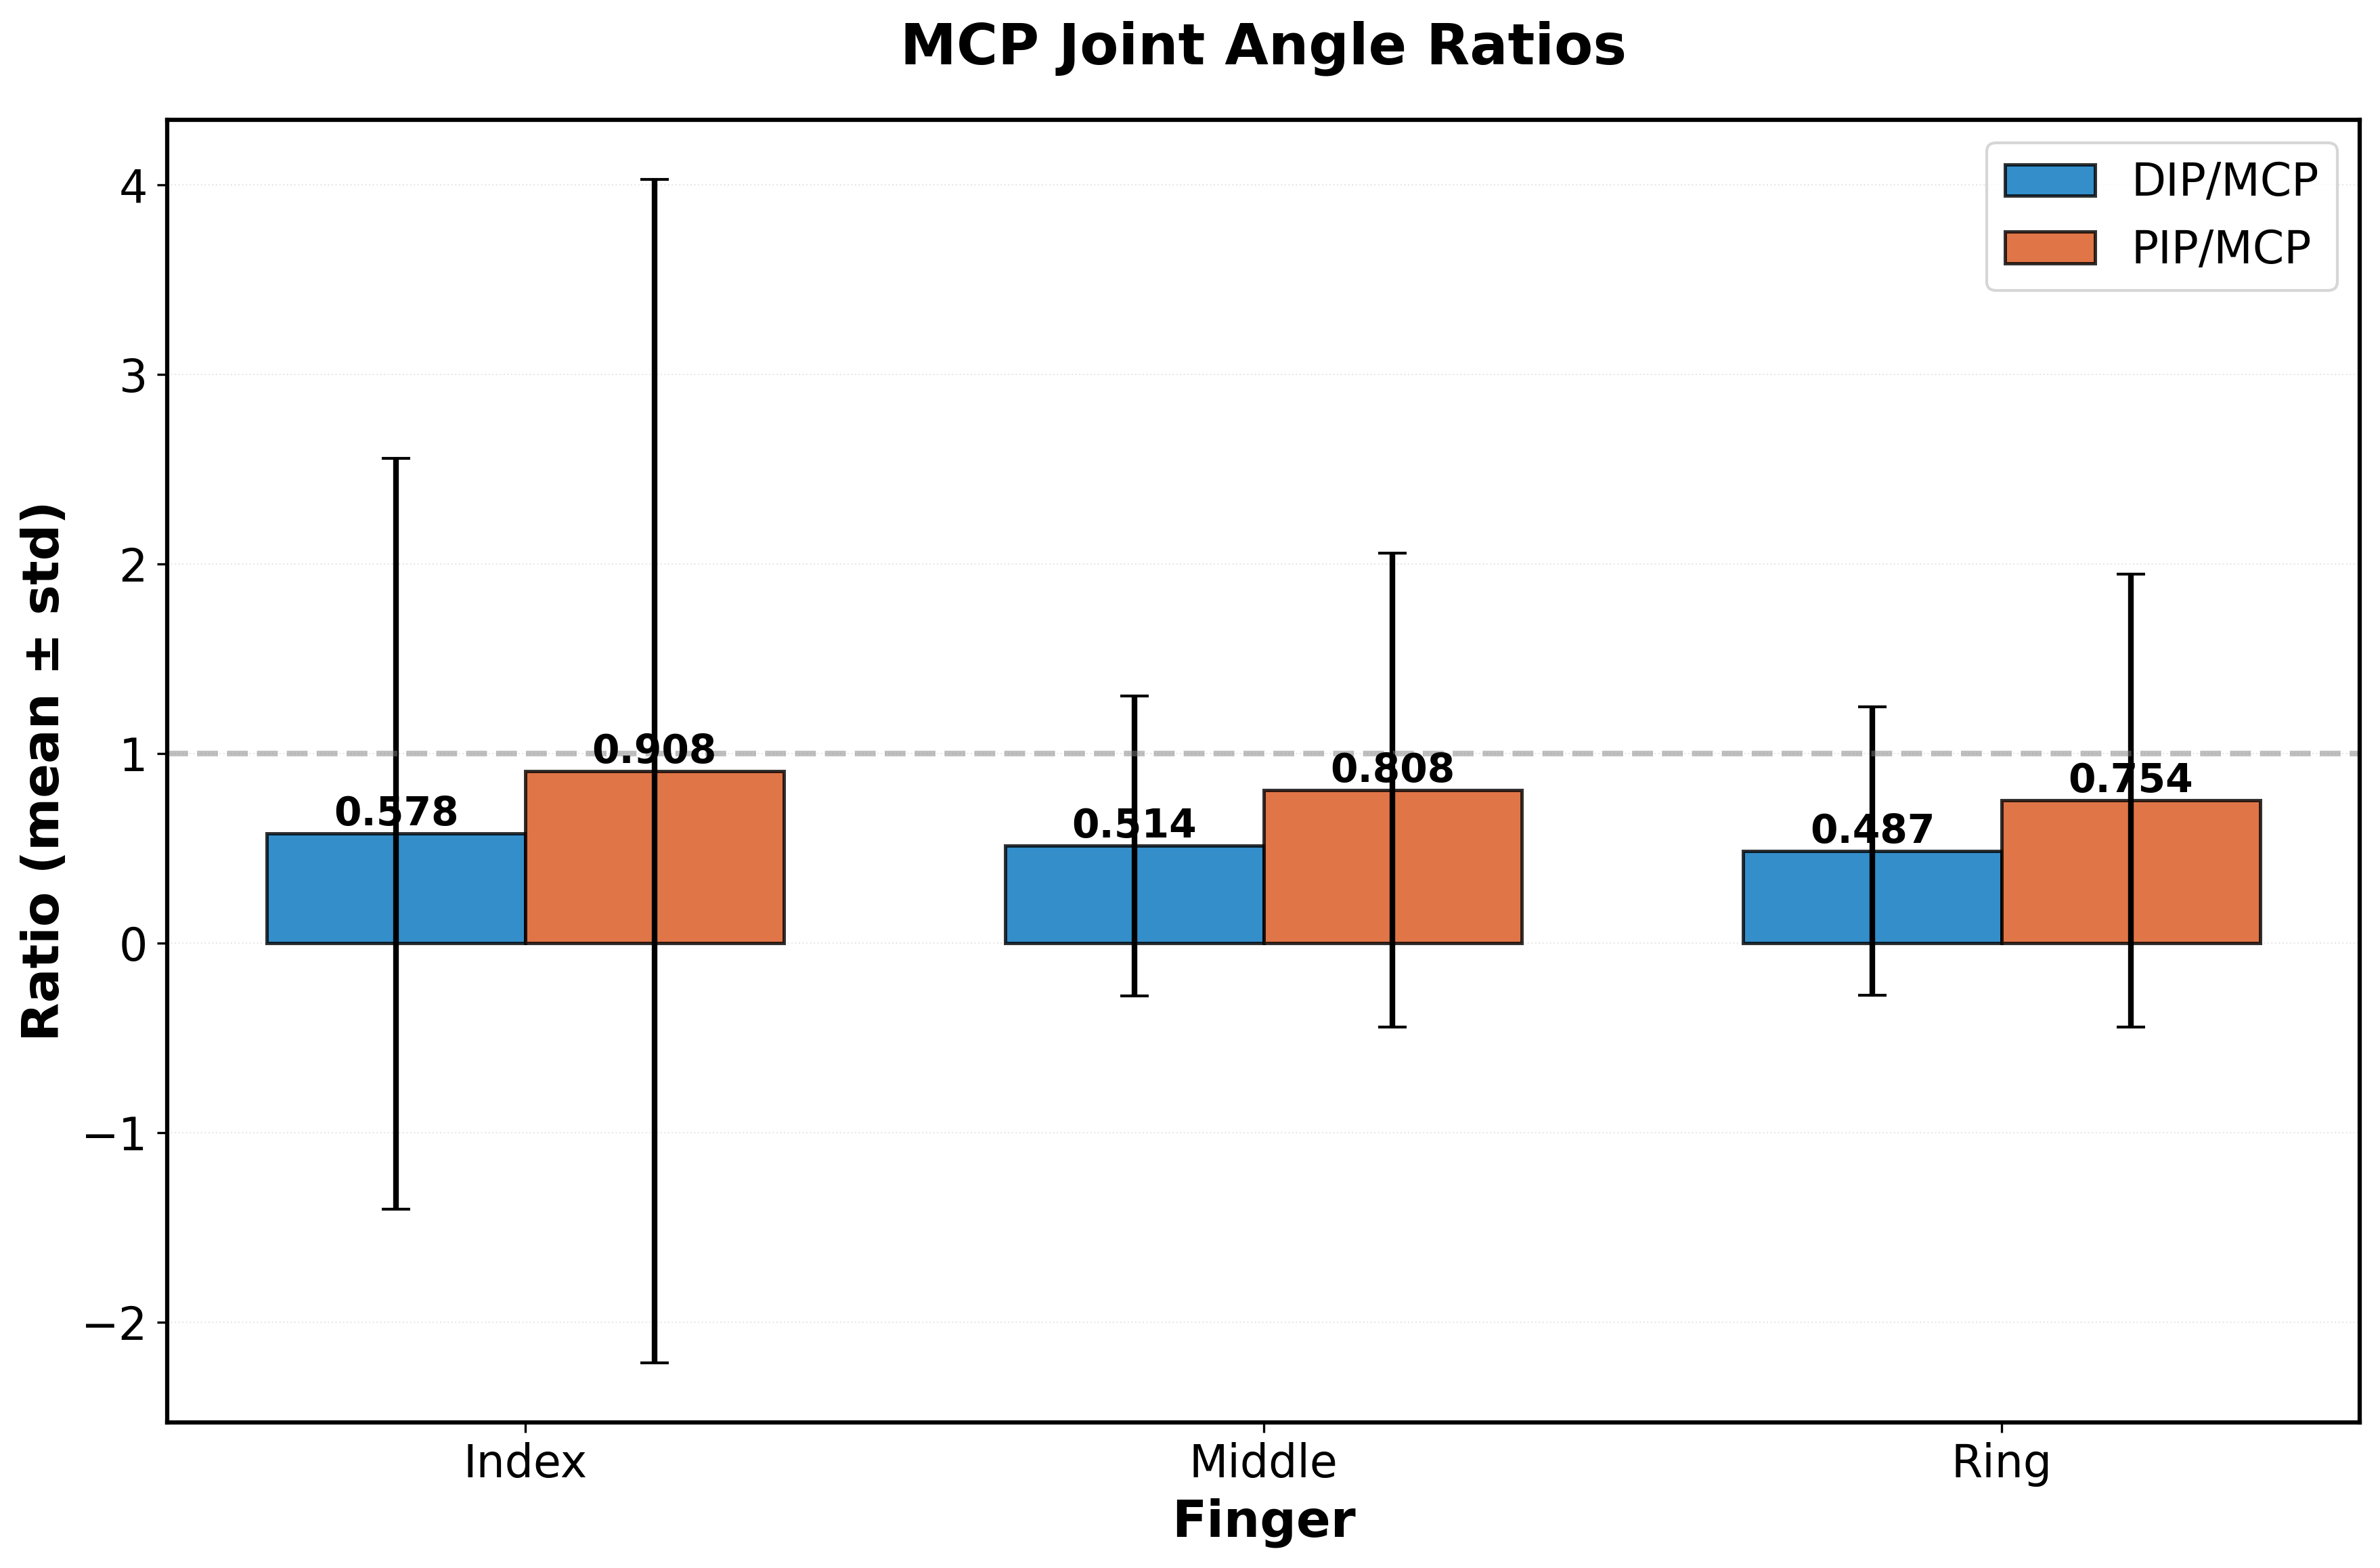 MCP Joint Angle Ratios
DIP/MCP
PIP/MCP
Ratio (mean ± std)
4
3
2
1
0
−1
−2
0.578
0.908
0.514
0.808
0.487
0.754
Index
Middle
Ring
Finger